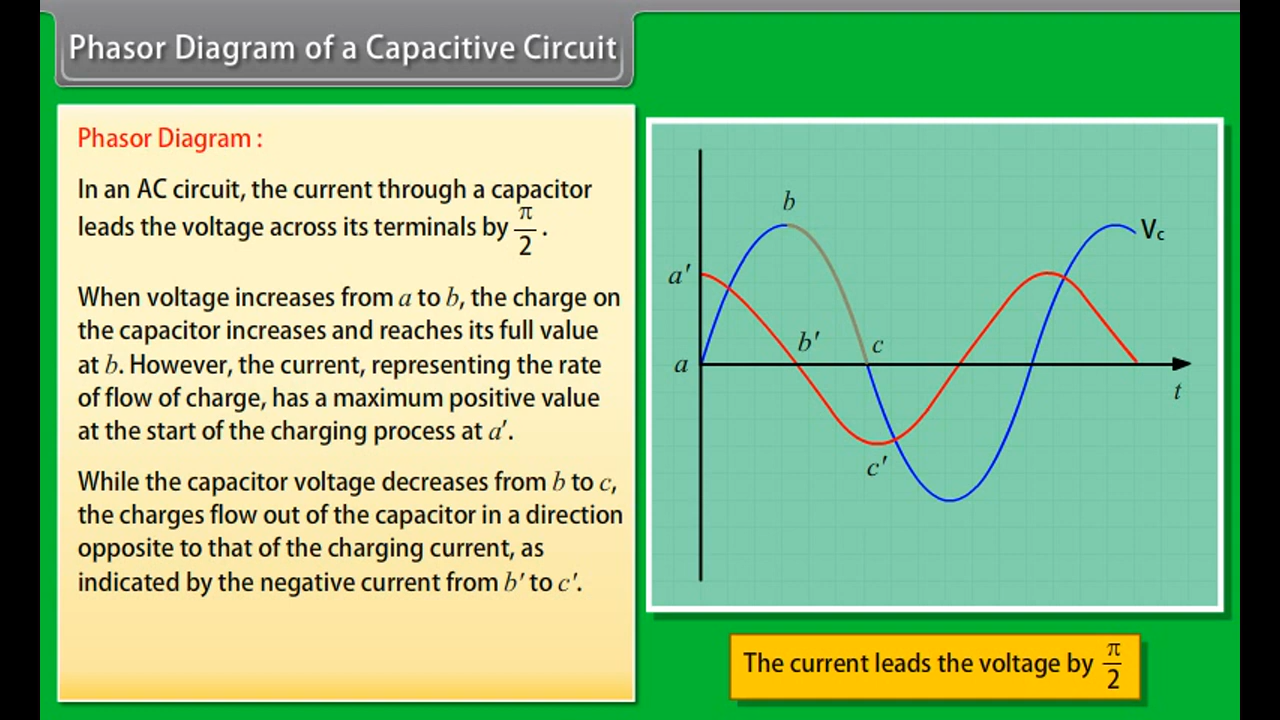 Phasor Diagram of a Capacitive Circuit
Phasor Diagram :
In an AC circuit, the current through a capacitor
leads the voltage across its terminals by π/2 .
When voltage increases from a to b, the charge on
the capacitor increases and reaches its full value
at b. However, the current, representing the rate
of flow of charge, has a maximum positive value
at the start of the charging process at a′.
While the capacitor voltage decreases from b to c,
the charges flow out of the capacitor in a direction
opposite to that of the charging current, as
indicated by the negative current from b′ to c′.
b
Vc
a′
b′
c
a
t
c′
The current leads the voltage by π/2